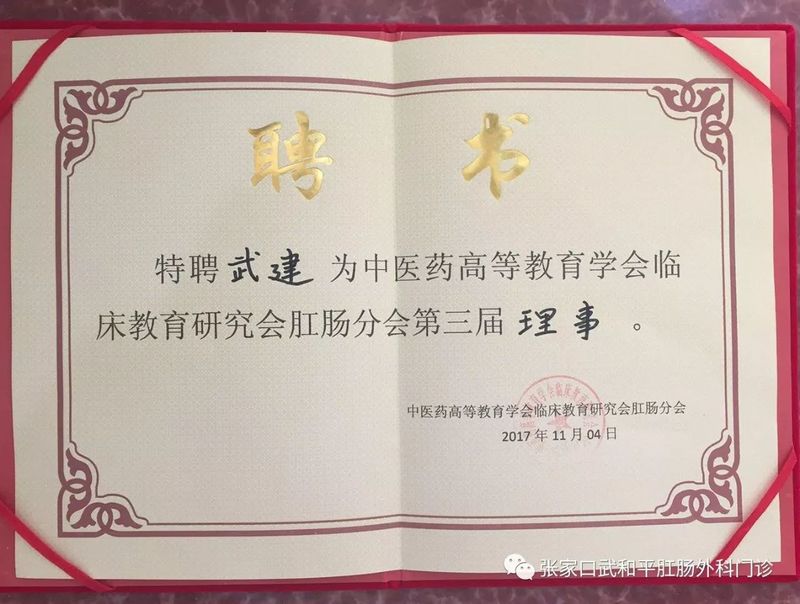 聘书
特聘武建为中医药高等教育学会临
床教育研究会肛肠分会第三届理事。
中医药高等教育学会临床教育研究会肛肠分会
2017年11月04日
张家口武和平肛肠外科门诊